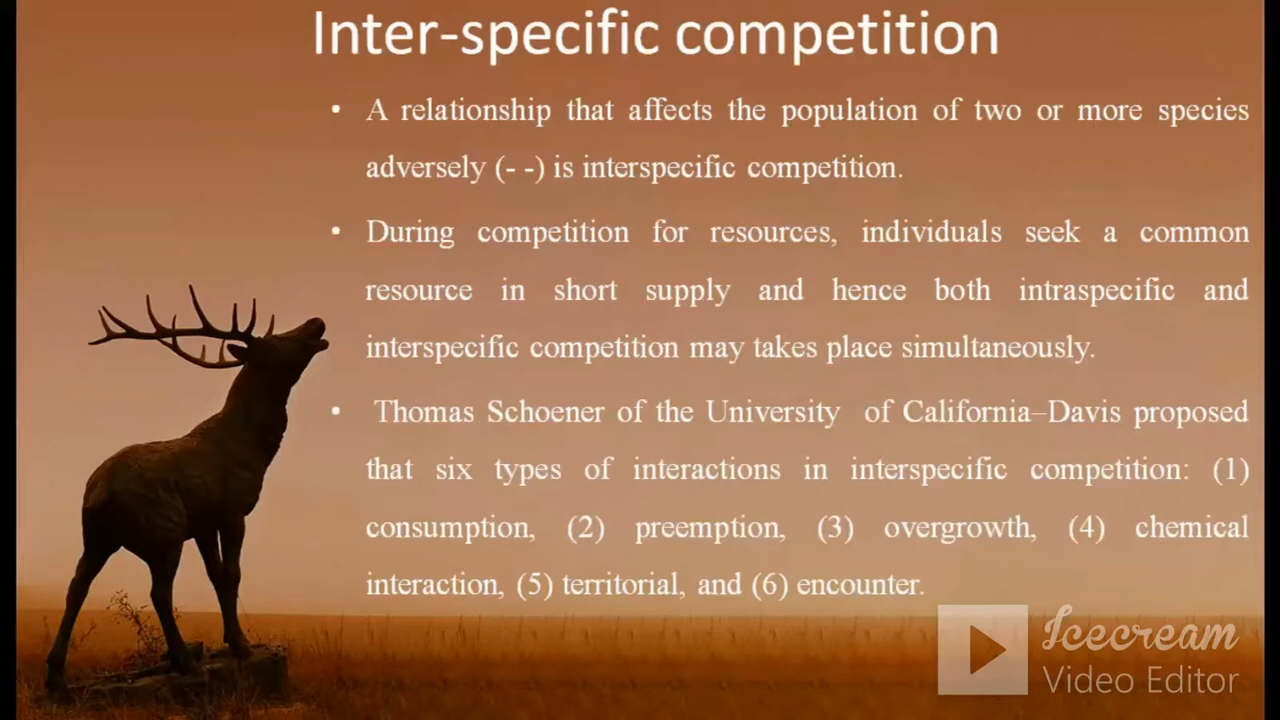 Inter-specific competition
• A relationship that affects the population of two or more species
adversely (- -) is interspecific competition.
• During competition for resources, individuals seek a common
resource in short supply and hence both intraspecific and
interspecific competition may takes place simultaneously.
• Thomas Schoener of the University of California–Davis proposed
that six types of interactions in interspecific competition: (1)
consumption, (2) preemption, (3) overgrowth, (4) chemical
interaction, (5) territorial, and (6) encounter.
Icecream
Video Editor